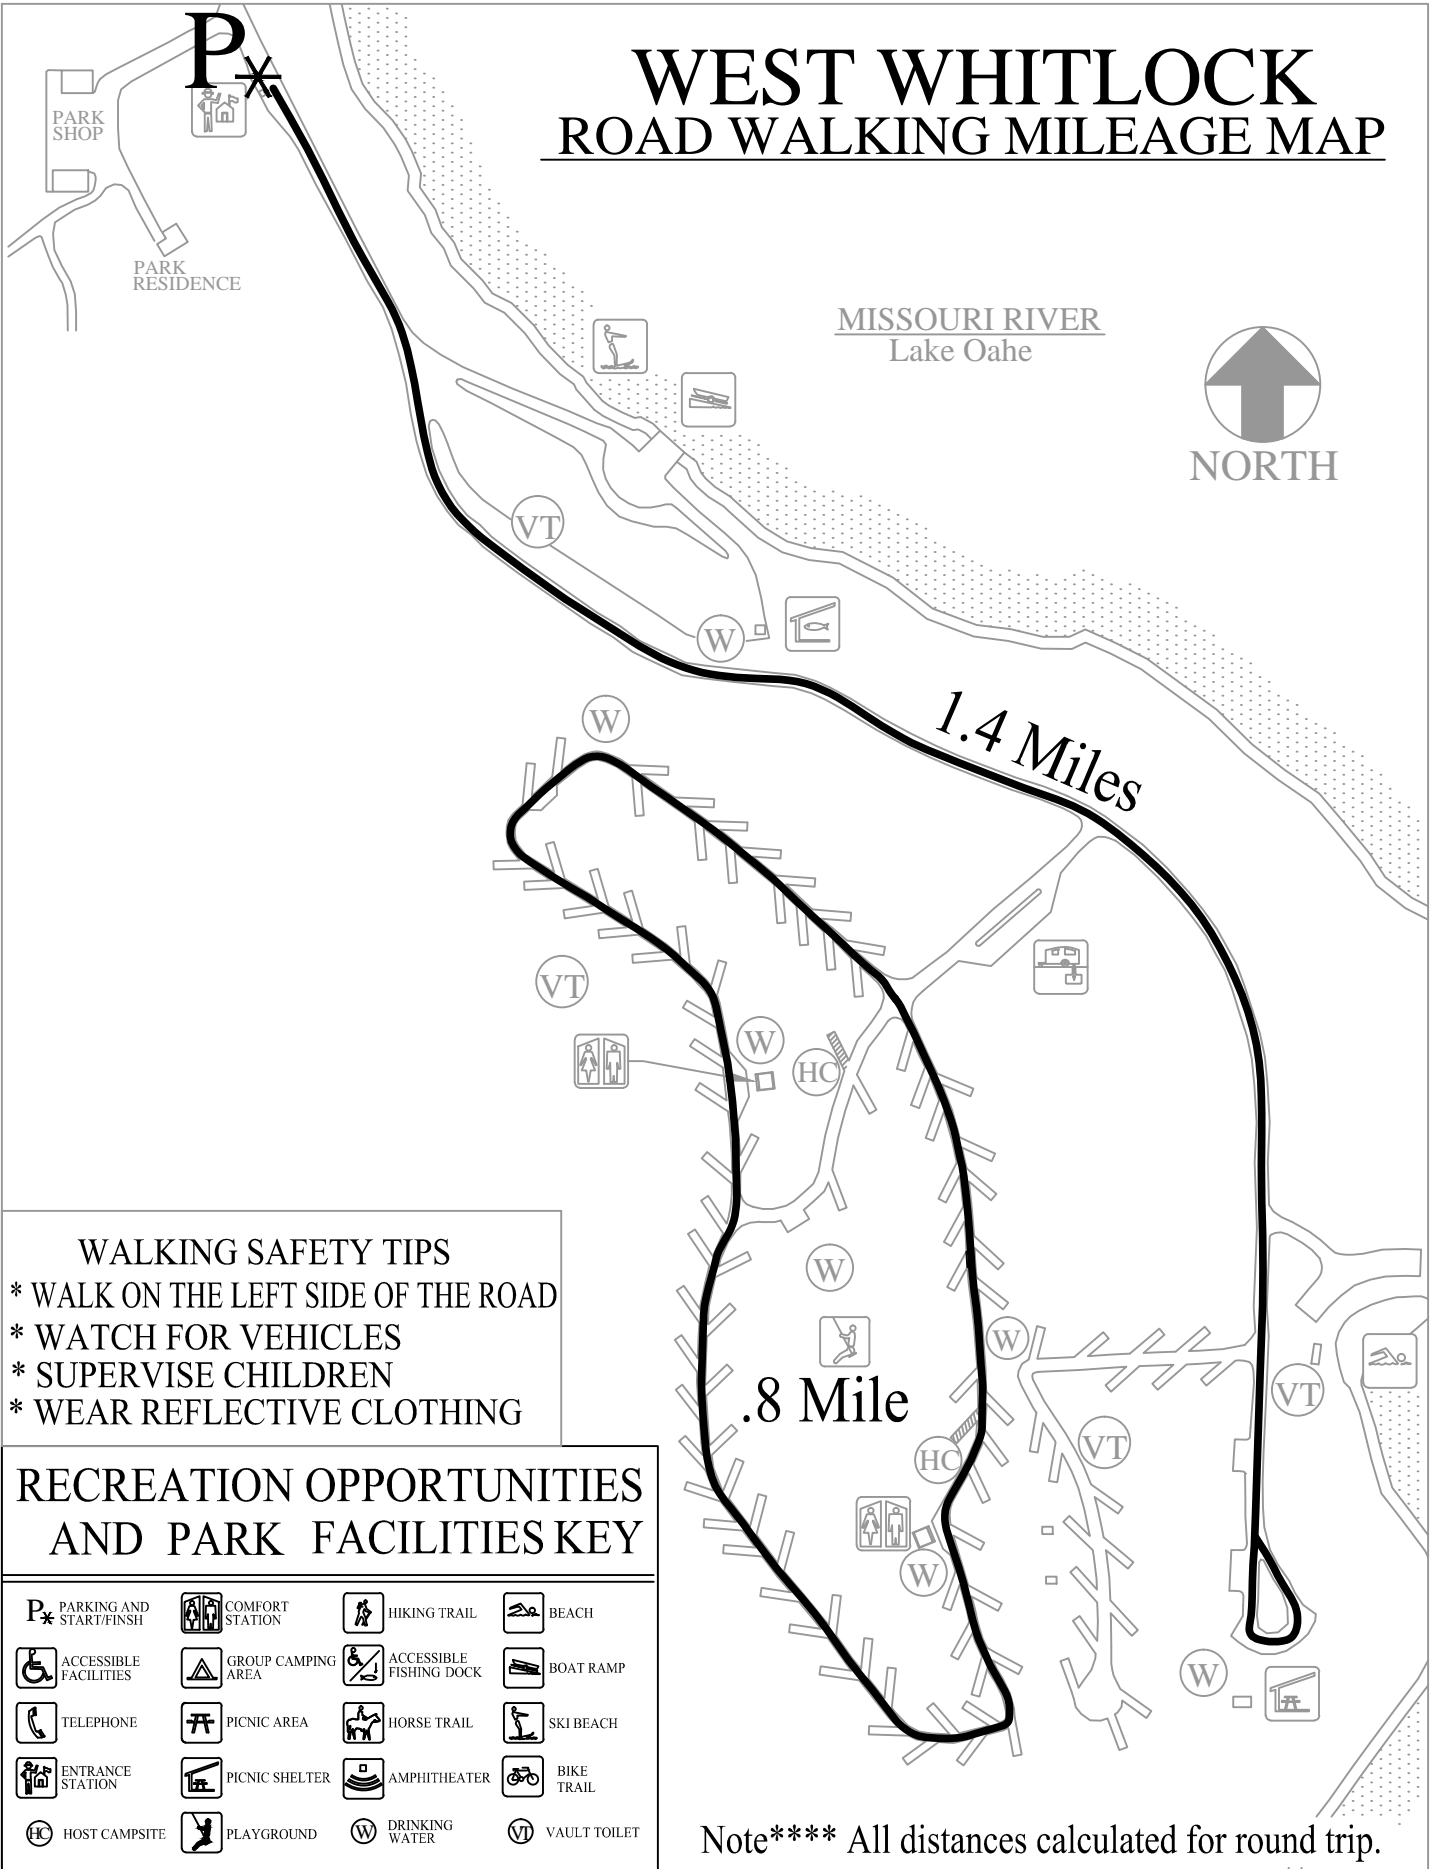 P*
WEST WHITLOCK
ROAD WALKING MILEAGE MAP
PARK
SHOP
PARK
RESIDENCE
MISSOURI RIVER
Lake Oahe
NORTH
VT
W
1.4 Miles
W
VT
W
HC
W
W
.8 Mile
VT
HC
VT
W
W
WALKING SAFETY TIPS
* WALK ON THE LEFT SIDE OF THE ROAD
* WATCH FOR VEHICLES
* SUPERVISE CHILDREN
* WEAR REFLECTIVE CLOTHING
RECREATION OPPORTUNITIES
AND PARK FACILITIES KEY
P* PARKING AND
START/FINSH
COMFORT
STATION
HIKING TRAIL
BEACH
ACCESSIBLE
FACILITIES
GROUP CAMPING
AREA
ACCESSIBLE
FISHING DOCK
BOAT RAMP
TELEPHONE
PICNIC AREA
HORSE TRAIL
SKI BEACH
ENTRANCE
STATION
PICNIC SHELTER
AMPHITHEATER
BIKE
TRAIL
HC HOST CAMPSITE
PLAYGROUND
W DRINKING
WATER
VT VAULT TOILET
Note**** All distances calculated for round trip.